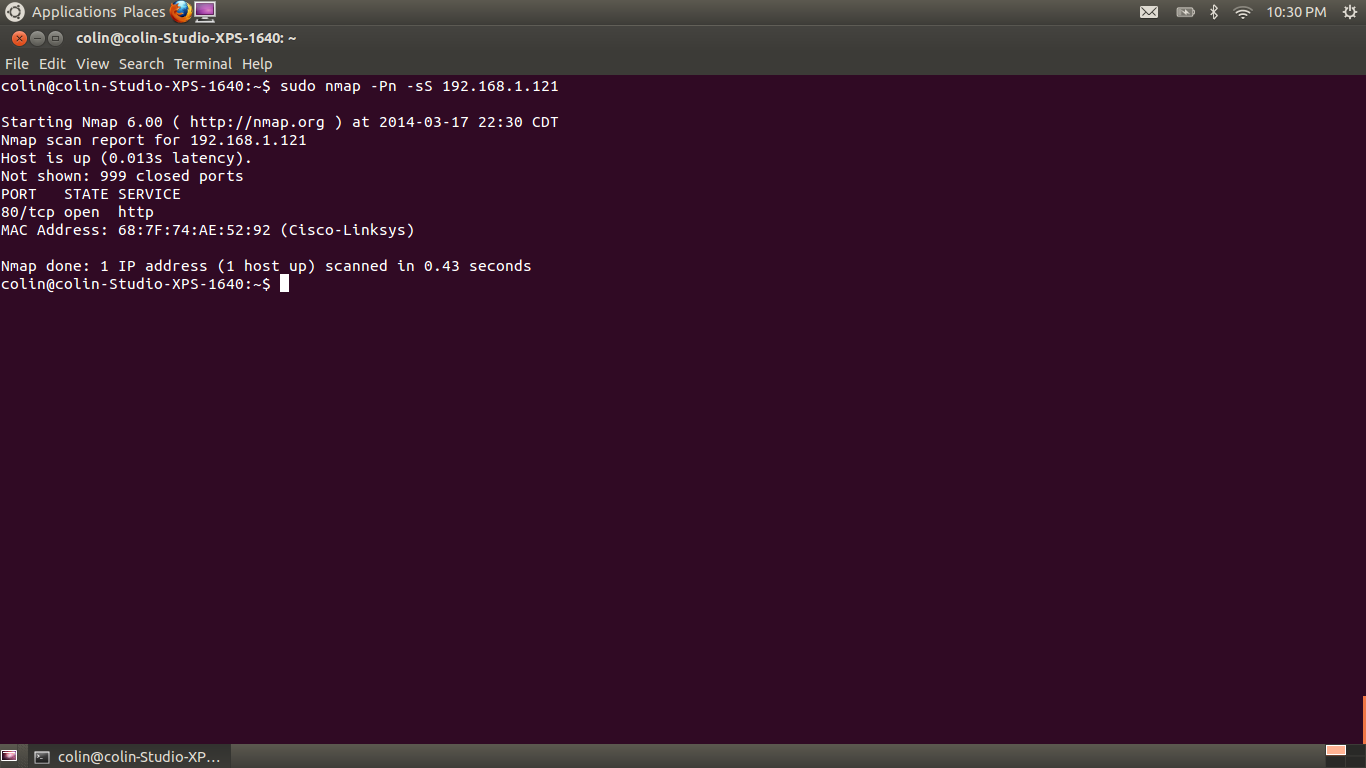 Applications Places 10:30 PM
colin@colin-Studio-XPS-1640: ~
File Edit View Search Terminal Help
colin@colin-Studio-XPS-1640:~$ sudo nmap -Pn -sS 192.168.1.121
Starting Nmap 6.00 ( http://nmap.org ) at 2014-03-17 22:30 CDT
Nmap scan report for 192.168.1.121
Host is up (0.013s latency).
Not shown: 999 closed ports
PORT   STATE SERVICE
80/tcp open  http
MAC Address: 68:7F:74:AE:52:92 (Cisco-Linksys)
Nmap done: 1 IP address (1 host up) scanned in 0.43 seconds
colin@colin-Studio-XPS-1640:~$
colin@colin-Studio-XP...